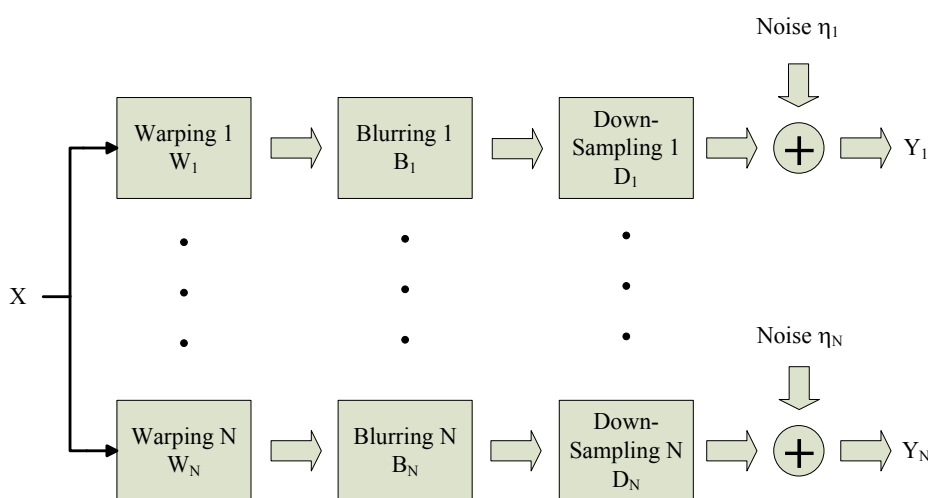 Noise η1
Warping 1
W1
Blurring 1
B1
Down-
Sampling 1
D1
+
Y1
X
Noise ηN
Warping N
WN
Blurring N
BN
Down-
Sampling N
DN
+
YN